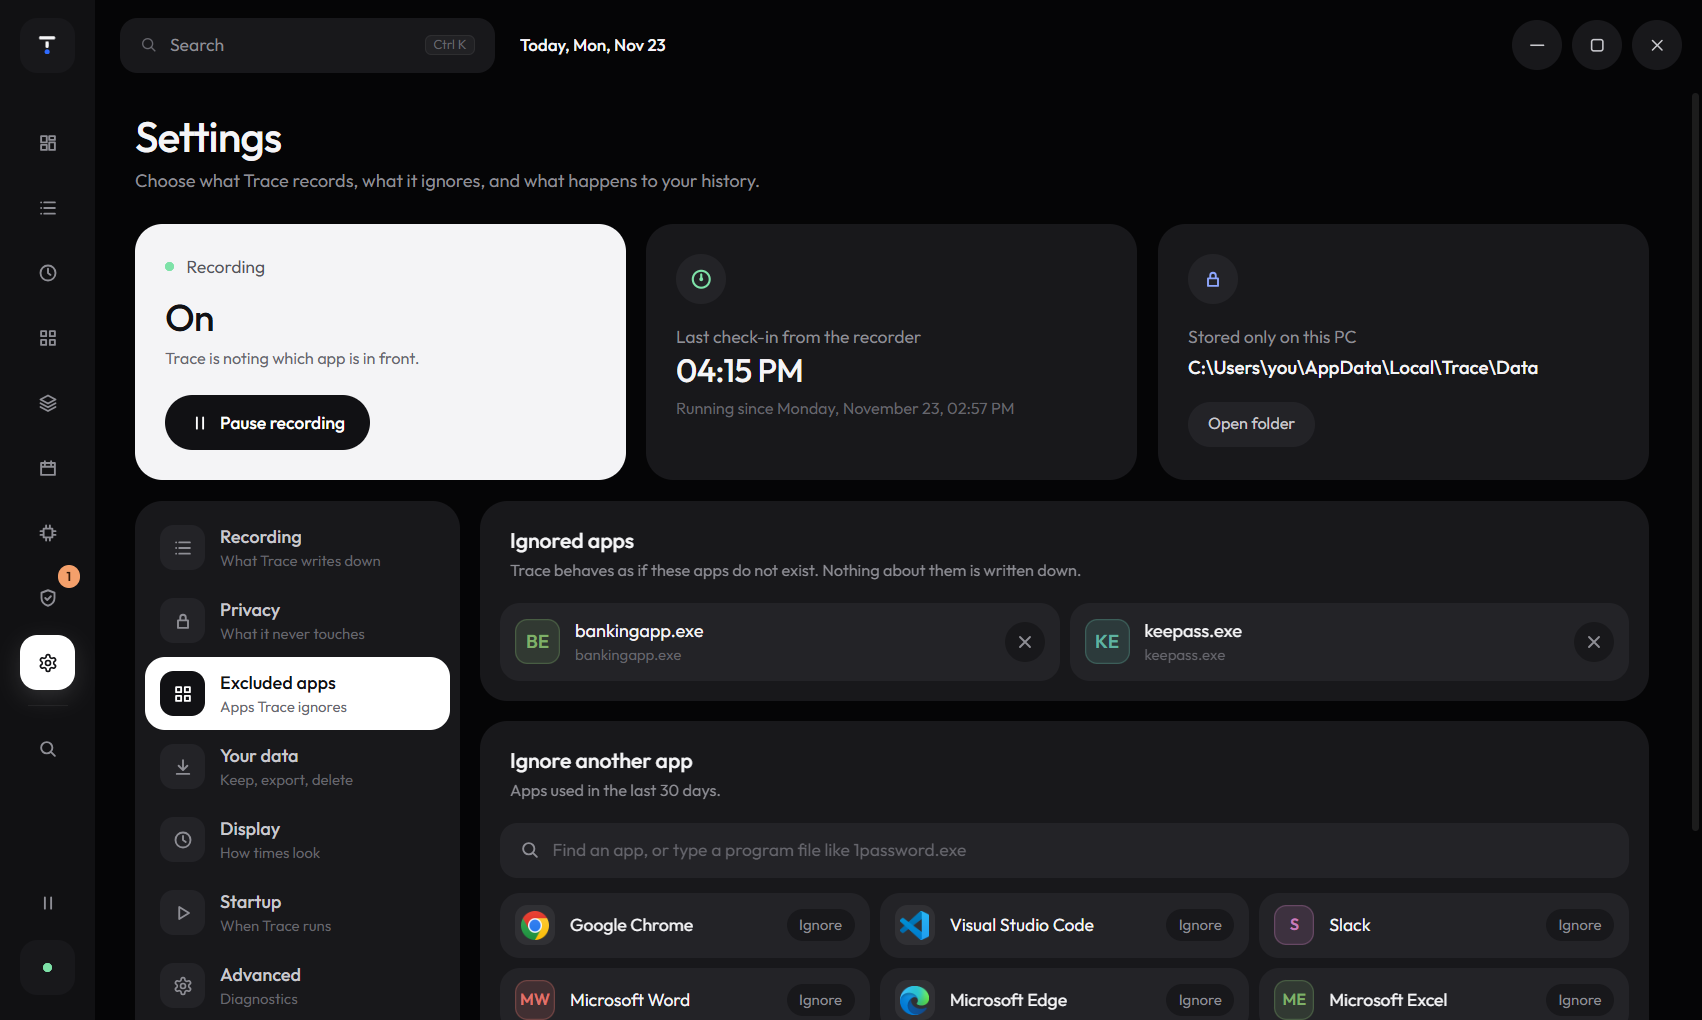 Search
Ctrl K
Today, Mon, Nov 23
Settings
Choose what Trace records, what it ignores, and what happens to your history.
Recording
On
Trace is noting which app is in front.
Pause recording
Last check-in from the recorder
04:15 PM
Running since Monday, November 23, 02:57 PM
Stored only on this PC
C:\Users\you\AppData\Local\Trace\Data
Open folder
1
Recording
What Trace writes down
Privacy
What it never touches
Excluded apps
Apps Trace ignores
Your data
Keep, export, delete
Display
How times look
Startup
When Trace runs
Advanced
Diagnostics
Ignored apps
Trace behaves as if these apps do not exist. Nothing about them is written down.
BE
bankingapp.exe
bankingapp.exe
KE
keepass.exe
keepass.exe
Ignore another app
Apps used in the last 30 days.
Find an app, or type a program file like 1password.exe
Google Chrome
Ignore
Visual Studio Code
Ignore
S
Slack
Ignore
MW
Microsoft Word
Ignore
Microsoft Edge
Ignore
ME
Microsoft Excel
Ignore